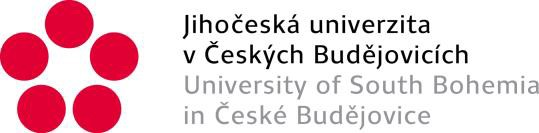 Jihočeská univerzita
v Českých Budějovicích
University of South Bohemia
in České Budějovice